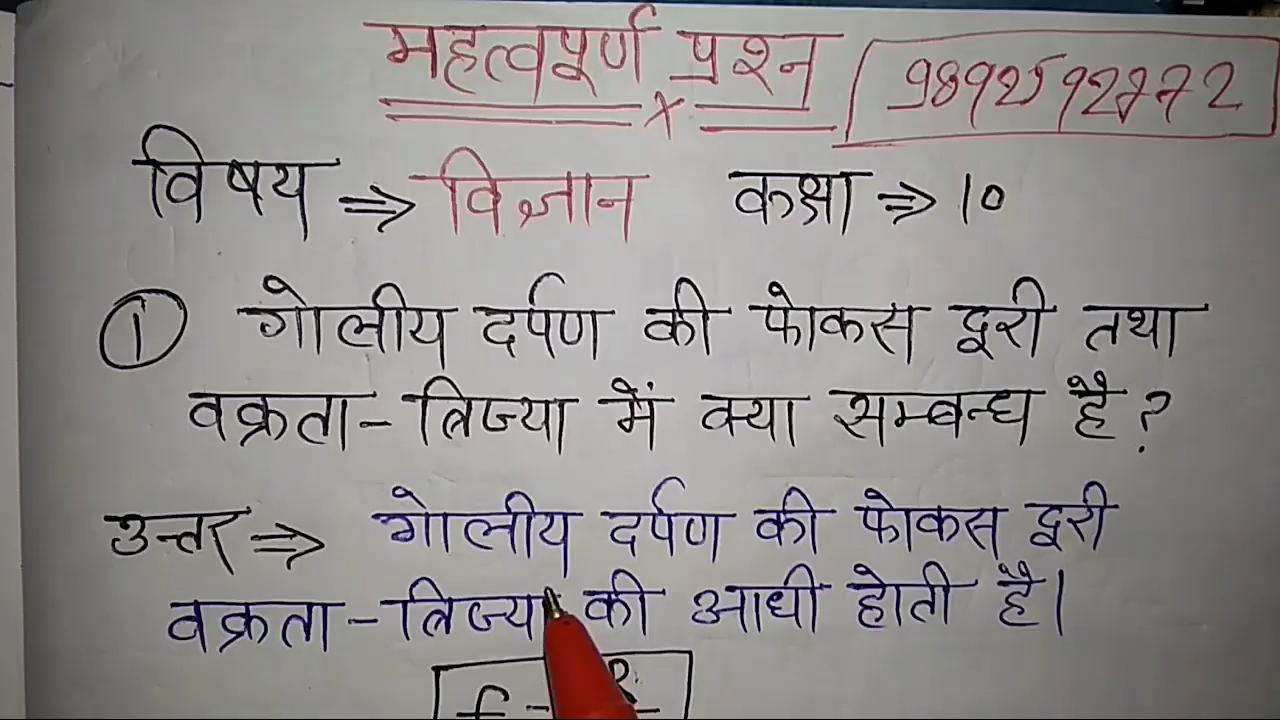 महत्वपूर्ण प्रश्न
विषय ⇒ विज्ञान कक्षा ⇒ 10
① गोलीय दर्पण की फोकस दूरी तथा
वक्रता-त्रिज्या में क्या सम्बन्ध है?
उत्तर ⇒ गोलीय दर्पण की फोकस दूरी
वक्रता-त्रिज्या की आधी होती है।